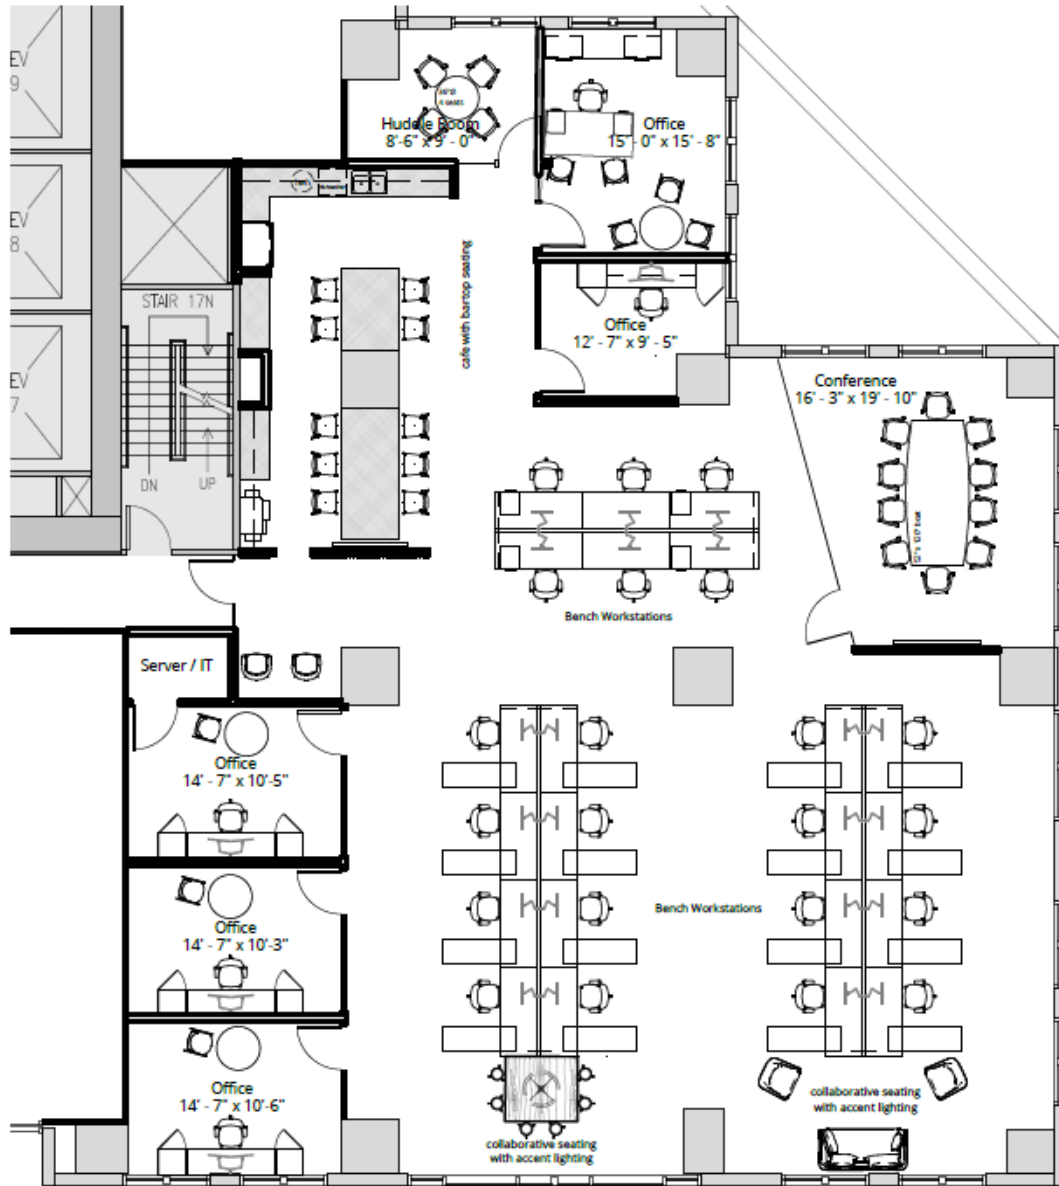 EV
9
36"Ø
4 seats
Huddle Room
8'-6" x 9' - 0"
Office
15' - 0" x 15' - 8"
EV
8
cafe with bartop seating
STAIR 17N
Office
12' - 7" x 9' - 5"
EV
7
Conference
16' - 3" x 19' - 10"
DN
UP
Bench Workstations
Server / IT
Office
14' - 7" x 10'-5"
Office
14' - 7" x 10'-3"
Bench Workstations
Office
14' - 7" x 10'-6"
collaborative seating
with accent lighting
collaborative seating
with accent lighting